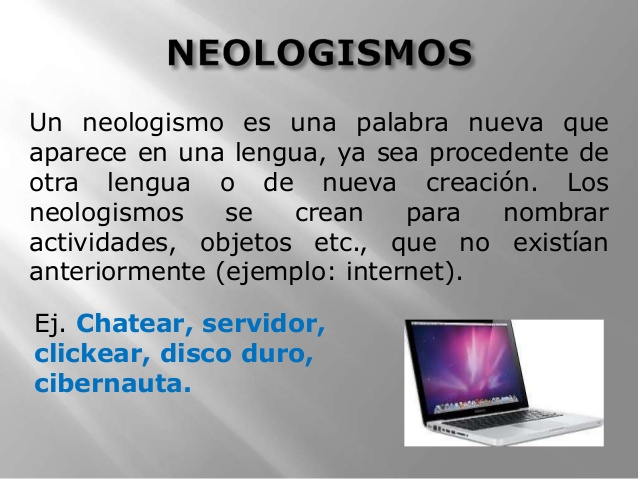 NEOLOGISMOS
Un neologismo es una palabra nueva que
aparece en una lengua, ya sea procedente de
otra lengua o de nueva creación. Los
neologismos se crean para nombrar
actividades, objetos etc., que no existían
anteriormente (ejemplo: internet).
Ej. Chatear, servidor,
clickear, disco duro,
cibernauta.